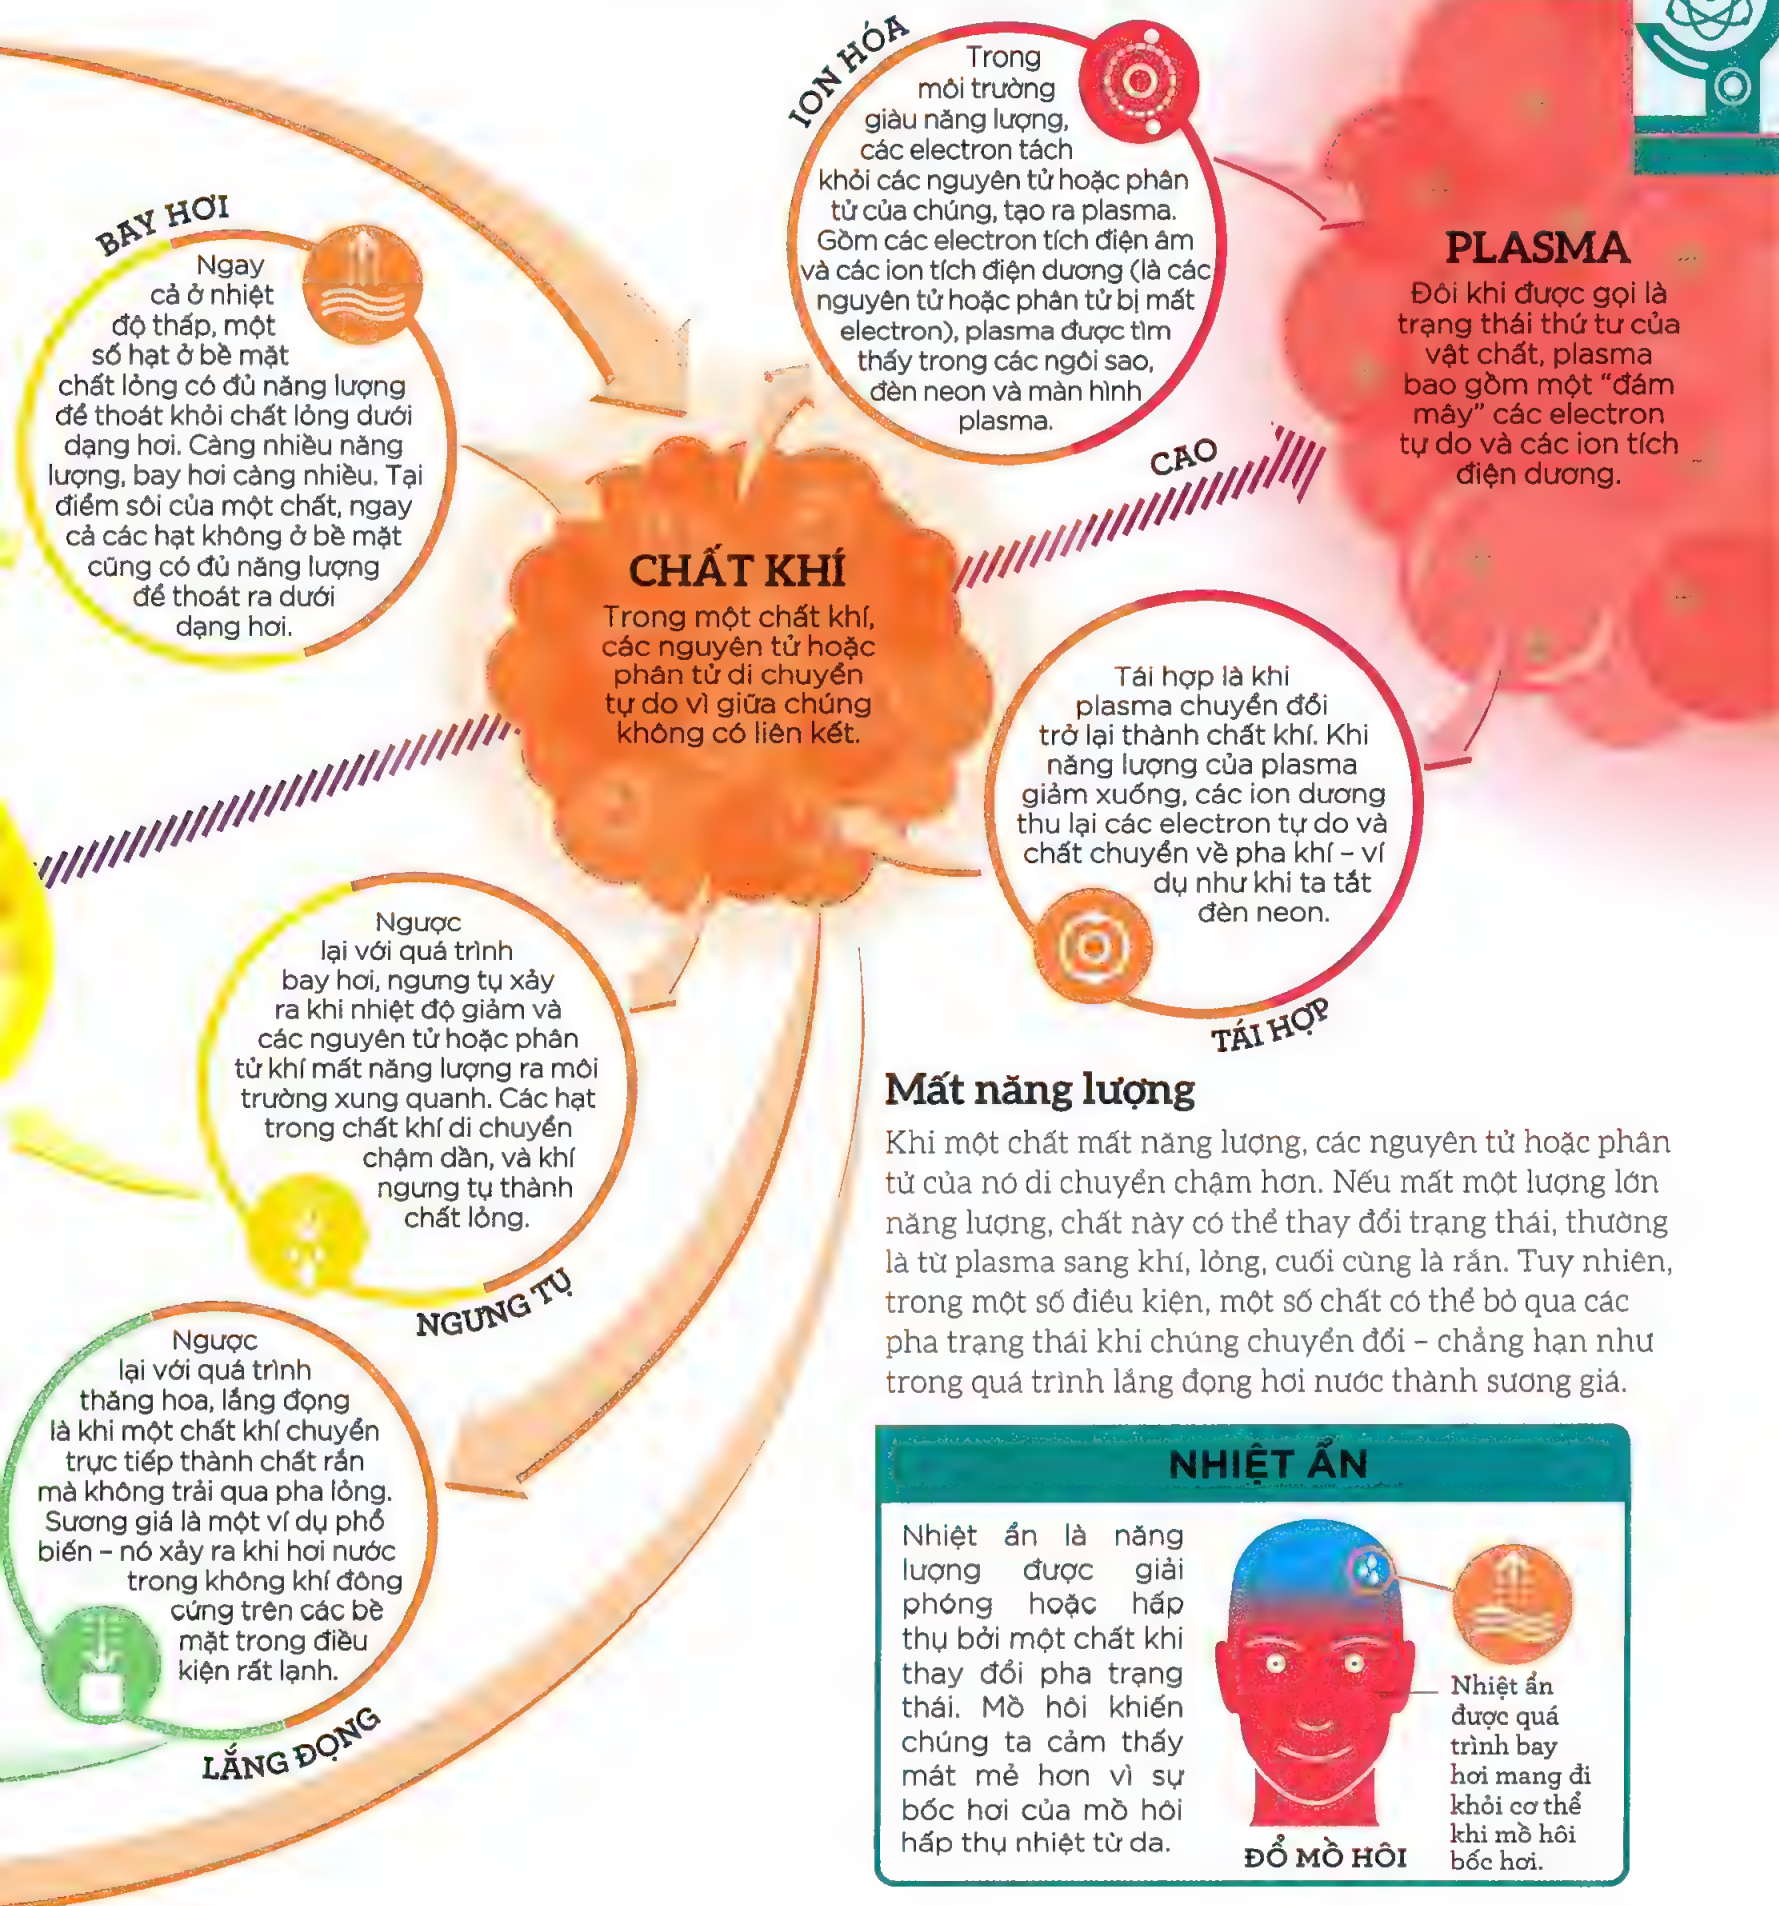 ION HÓA
Trong
môi trường
giàu năng lượng,
các electron tách
khỏi các nguyên tử hoặc phân
tử của chúng, tạo ra plasma.
Gồm các electron tích điện âm
và các ion tích điện dương (là các
nguyên tử hoặc phân tử bị mất
electron), plasma được tìm
thấy trong các ngôi sao,
đèn neon và màn hình
plasma.
BAY HƠI
Ngay
cả ở nhiệt
độ thấp, một
số hạt ở bề mặt
chất lỏng có đủ năng lượng
để thoát khỏi chất lỏng dưới
dạng hơi. Càng nhiều năng
lượng, bay hơi càng nhiều. Tại
điểm sôi của một chất, ngay
cả các hạt không ở bề mặt
cũng có đủ năng lượng
để thoát ra dưới
dạng hơi.
PLASMA
Đôi khi được gọi là
trạng thái thứ tư của
vật chất, plasma
bao gồm một “đám
mây” các electron
tự do và các ion tích
điện dương.
CAO
CHẤT KHÍ
Trong một chất khí,
các nguyên tử hoặc
phân tử di chuyển
tự do vì giữa chúng
không có liên kết.
Tái hợp là khi
plasma chuyển đổi
trở lại thành chất khí. Khi
năng lượng của plasma
giảm xuống, các ion dương
thu lại các electron tự do và
chất chuyển về pha khí – ví
dụ như khi ta tắt
đèn neon.
TÁI HỢP
Ngược
lại với quá trình
bay hơi, ngưng tụ xảy
ra khi nhiệt độ giảm và
các nguyên tử hoặc phân
tử khí mất năng lượng ra môi
trường xung quanh. Các hạt
trong chất khí di chuyển
chậm dần, và khí
ngưng tụ thành
chất lỏng.
NGƯNG TỤ
Mất năng lượng
Khi một chất mất năng lượng, các nguyên tử hoặc phân
tử của nó di chuyển chậm hơn. Nếu mất một lượng lớn
năng lượng, chất này có thể thay đổi trạng thái, thường
là từ plasma sang khí, lỏng, cuối cùng là rắn. Tuy nhiên,
trong một số điều kiện, một số chất có thể bỏ qua các
pha trạng thái khi chúng chuyển đổi – chẳng hạn như
trong quá trình lắng đọng hơi nước thành sương giá.
Ngược
lại với quá trình
thăng hoa, lắng đọng
là khi một chất khí chuyển
trực tiếp thành chất rắn
mà không trải qua pha lỏng.
Sương giá là một ví dụ phổ
biến – nó xảy ra khi hơi nước
trong không khí đông
cứng trên các bề
mặt trong điều
kiện rất lạnh.
LẮNG ĐỌNG
NHIỆT ẨN
Nhiệt ẩn là năng
lượng được giải
phóng hoặc hấp
thụ bởi một chất khi
thay đổi pha trạng
thái. Mồ hôi khiến
chúng ta cảm thấy
mát mẻ hơn vì sự
bốc hơi của mồ hôi
hấp thụ nhiệt từ da.
ĐỔ MỒ HÔI
Nhiệt ẩn
được quá
trình bay
hơi mang đi
khỏi cơ thể
khi mồ hôi
bốc hơi.